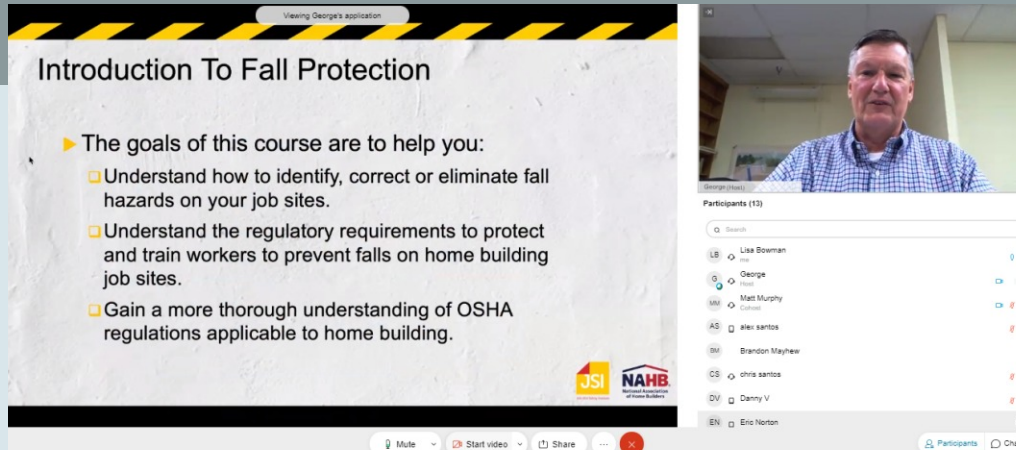 Viewing George's application
Introduction To Fall Protection
The goals of this course are to help you:
Understand how to identify, correct or eliminate fall
hazards on your job sites.
Understand the regulatory requirements to protect
and train workers to prevent falls on home building
job sites.
Gain a more thorough understanding of OSHA
regulations applicable to home building.
JSI
NAHB
National Association
of Home Builders
George (Host)
Participants (13)
Search
LB Lisa Bowman
me
G George
Host
MM Matt Murphy
Cohost
AS alex santos
BM Brandon Mayhew
CS chris santos
DV Danny V
EN Eric Norton
Mute
Start video
Share
Participants